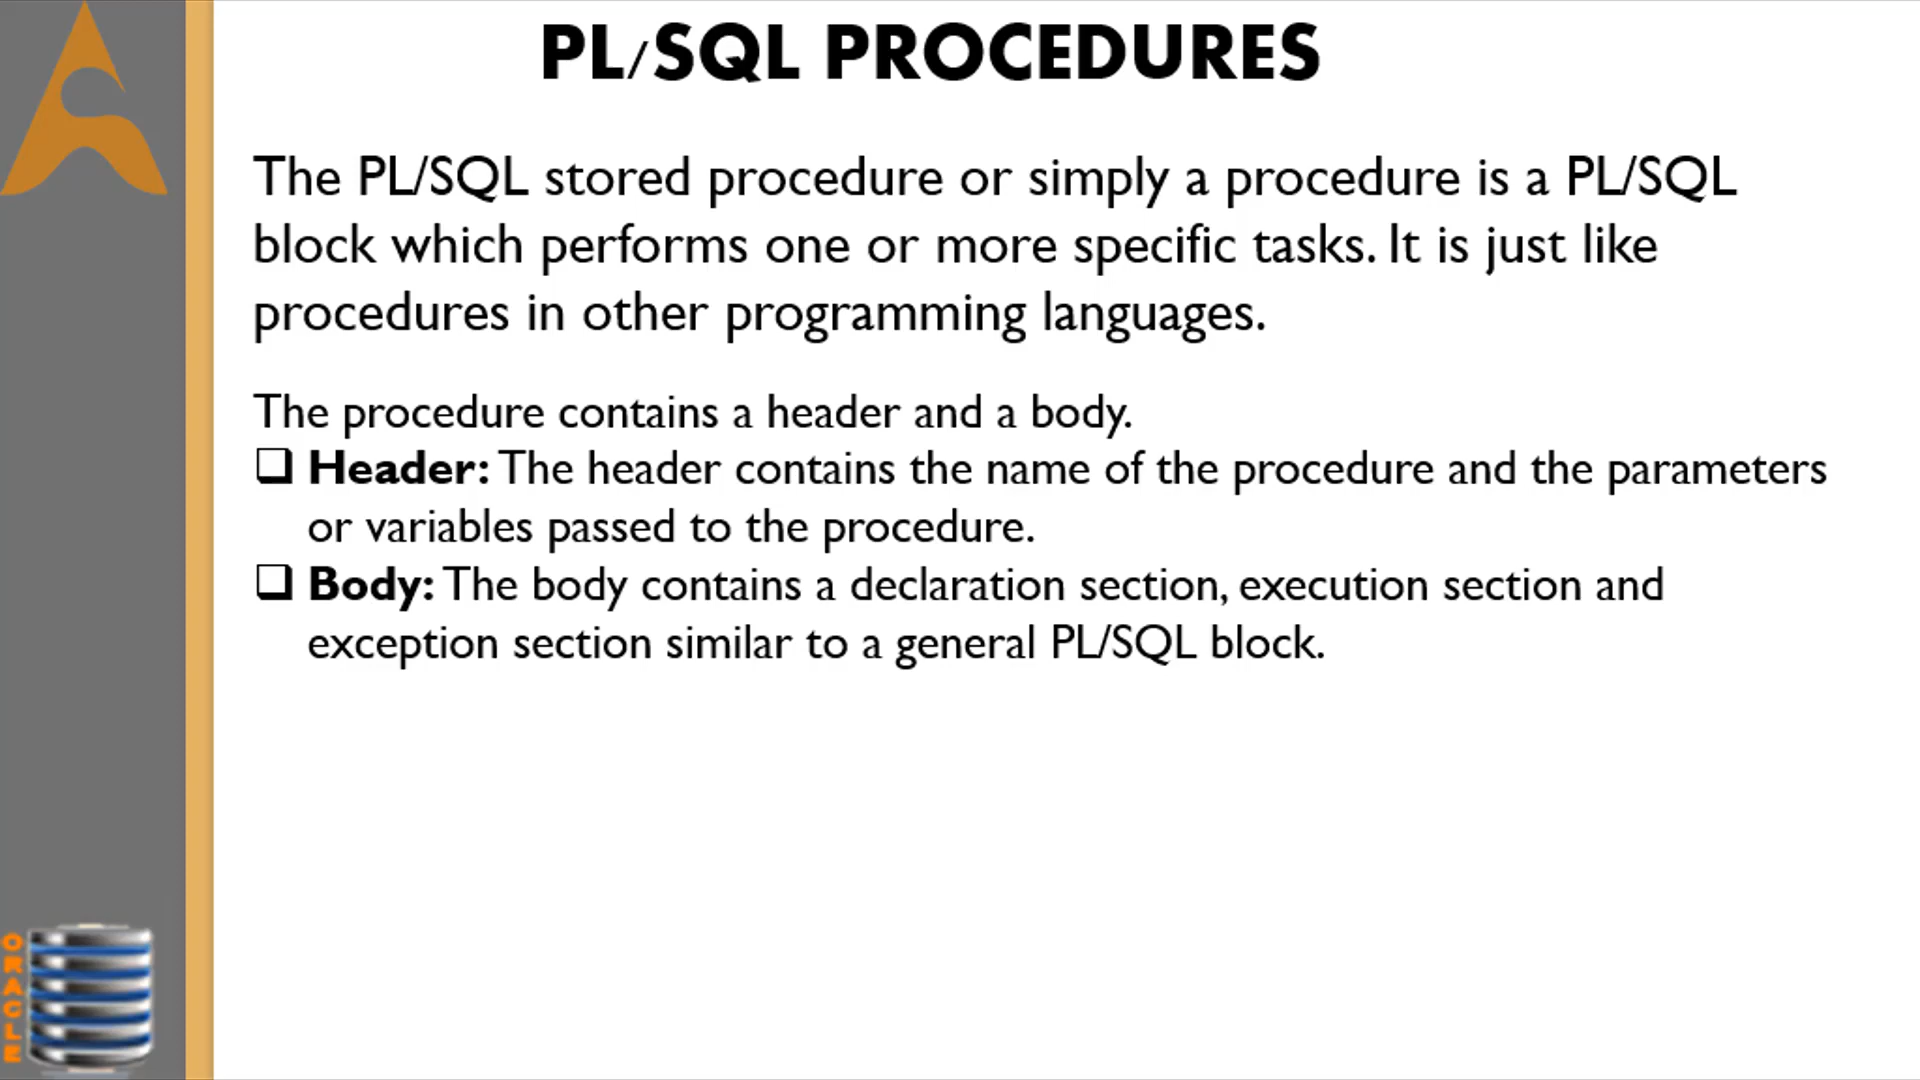 PL/SQL PROCEDURES
The PL/SQL stored procedure or simply a procedure is a PL/SQL
block which performs one or more specific tasks. It is just like
procedures in other programming languages.
The procedure contains a header and a body.
❑ Header: The header contains the name of the procedure and the parameters
or variables passed to the procedure.
❑ Body: The body contains a declaration section, execution section and
exception section similar to a general PL/SQL block.
ORACLE